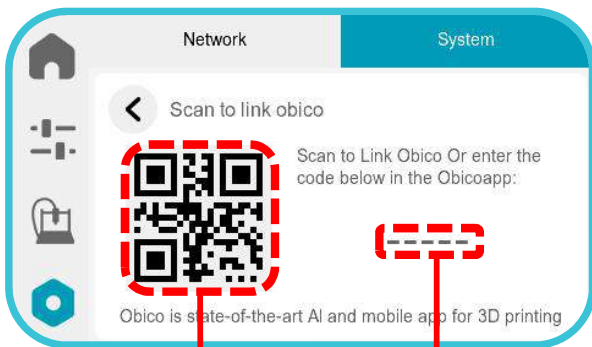 Network
System
Scan to link obico
Scan to Link Obico Or enter the
code below in the Obicoapp:
------
Obico is state-of-the-art AI and mobile app for 3D printing